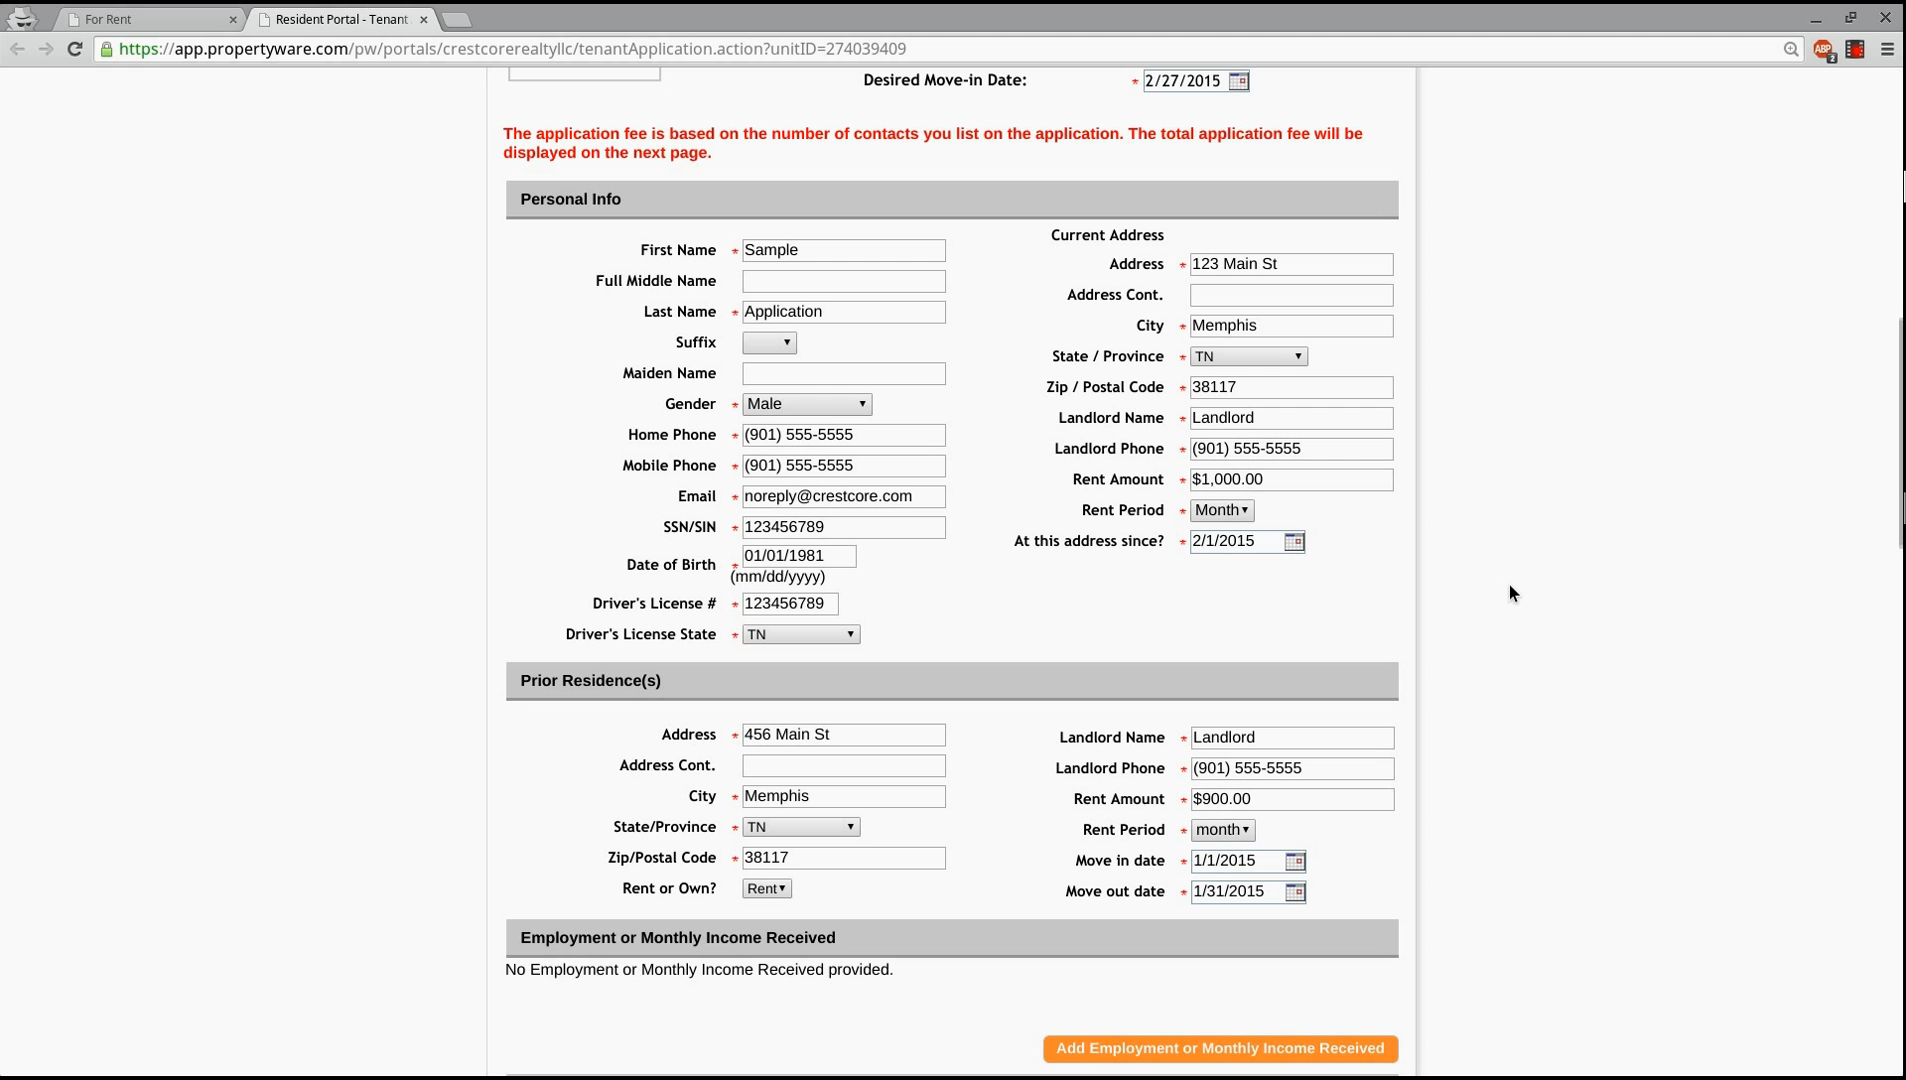 For Rent
Resident Portal - Tenant
https://app.propertyware.com/pw/portals/crestcorerealtyllc/tenantApplication.action?unitID=274039409
ABP
2
Desired Move-in Date: * 2/27/2015
The application fee is based on the number of contacts you list on the application. The total application fee will be
displayed on the next page.
Personal Info
First Name * Sample
Full Middle Name
Last Name * Application
Suffix
Maiden Name
Gender * Male
Home Phone * (901) 555-5555
Mobile Phone * (901) 555-5555
Email * noreply@crestcore.com
SSN/SIN * 123456789
Date of Birth * 01/01/1981
(mm/dd/yyyy)
Driver's License # * 123456789
Driver's License State * TN
Current Address
Address * 123 Main St
Address Cont.
City * Memphis
State / Province * TN
Zip / Postal Code * 38117
Landlord Name * Landlord
Landlord Phone * (901) 555-5555
Rent Amount * $1,000.00
Rent Period * Month
At this address since? * 2/1/2015
Prior Residence(s)
Address * 456 Main St
Address Cont.
City * Memphis
State/Province * TN
Zip/Postal Code * 38117
Rent or Own? Rent
Landlord Name * Landlord
Landlord Phone * (901) 555-5555
Rent Amount * $900.00
Rent Period * month
Move in date * 1/1/2015
Move out date * 1/31/2015
Employment or Monthly Income Received
No Employment or Monthly Income Received provided.
Add Employment or Monthly Income Received